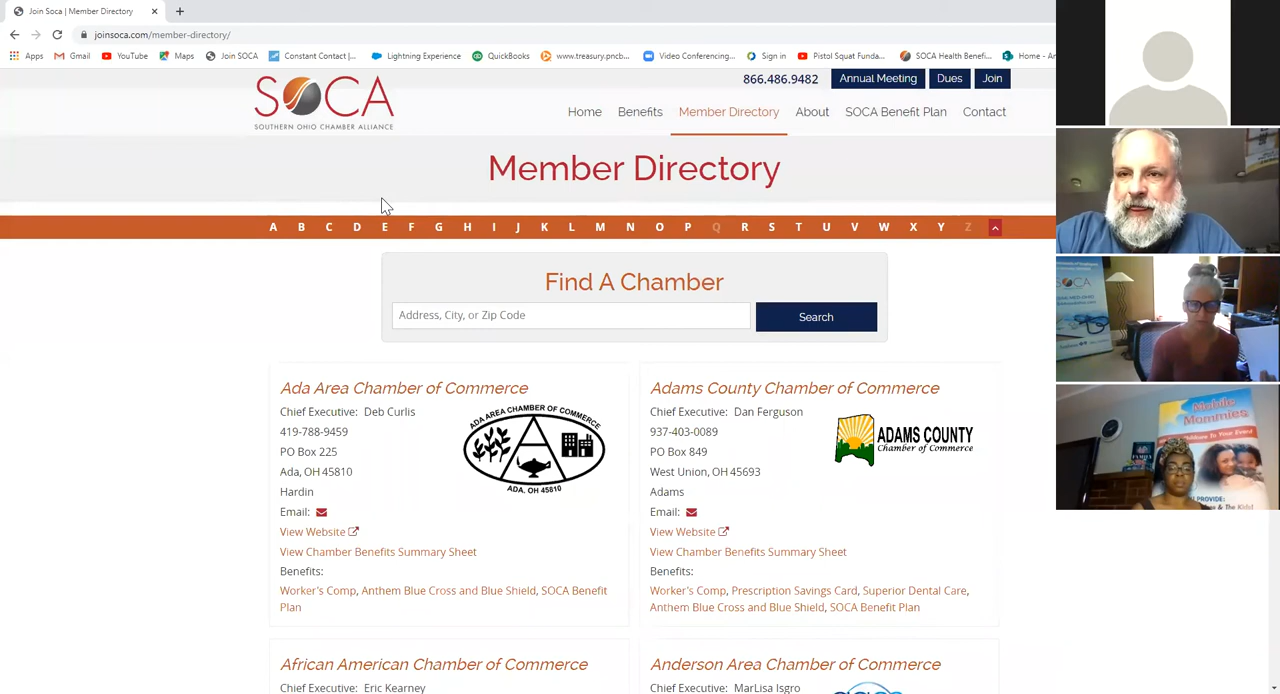 Join Soca | Member Directory
joinsoca.com/member-directory/
Apps Gmail YouTube Maps Join SOCA Constant Contact |... Lightning Experience QuickBooks www.treasury.pncb... Video Conferencing... Sign in Pistol Squat Funda... SOCA Health Benefi... Home - An
SOCA
SOUTHERN OHIO CHAMBER ALLIANCE
866.486.9482 Annual Meeting Dues Join
Home Benefits Member Directory About SOCA Benefit Plan Contact
Member Directory
A B C D E F G H I J K L M N O P Q R S T U V W X Y Z
Find A Chamber
Address, City, or Zip Code
Search
Ada Area Chamber of Commerce
Chief Executive: Deb Curlis
419-788-9459
PO Box 225
Ada, OH 45810
Hardin
Email:
View Website
View Chamber Benefits Summary Sheet
Benefits:
Worker's Comp, Anthem Blue Cross and Blue Shield, SOCA Benefit
Plan
ADA AREA CHAMBER OF COMMERCE
ADA, OH 45810
Adams County Chamber of Commerce
Chief Executive: Dan Ferguson
937-403-0089
PO Box 849
West Union, OH 45693
Adams
Email:
View Website
View Chamber Benefits Summary Sheet
Benefits:
Worker's Comp, Prescription Savings Card, Superior Dental Care,
Anthem Blue Cross and Blue Shield, SOCA Benefit Plan
ADAMS COUNTY
Chamber of Commerce
African American Chamber of Commerce
Chief Executive: Eric Kearney
Anderson Area Chamber of Commerce
Chief Executive: MarLisa Isgro
SOCA
Mobile
Mommies
To Your Event
PROVIDE:
& The Kids!